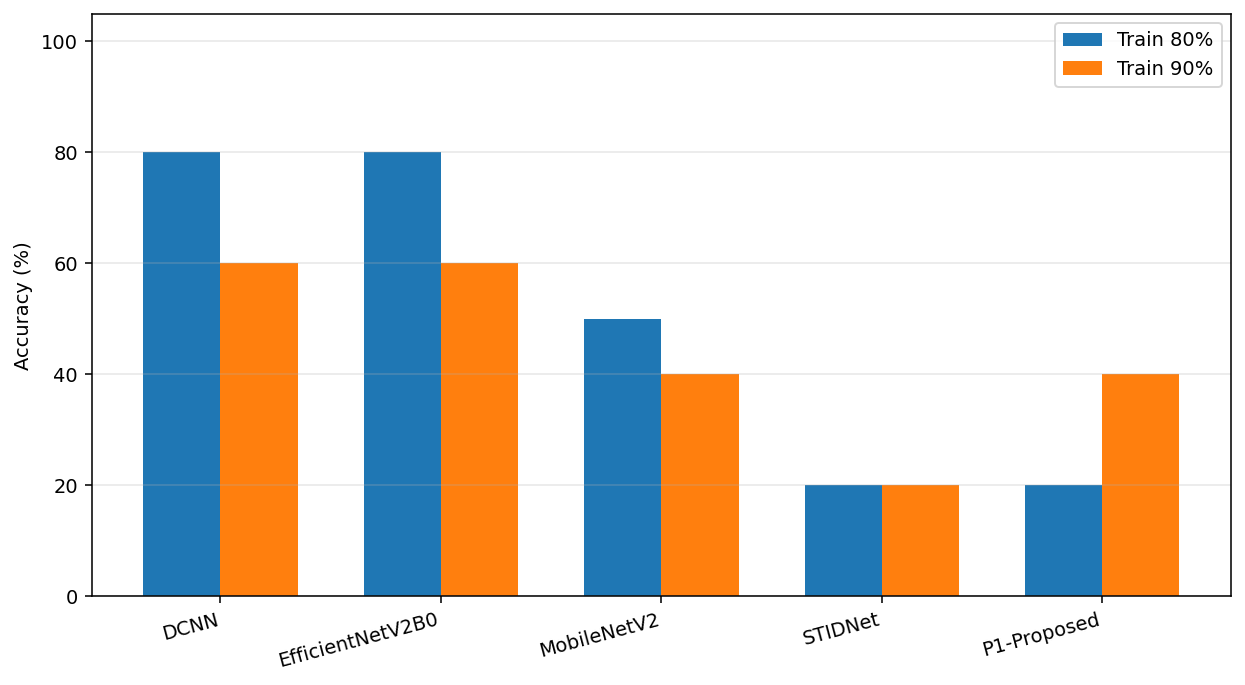 100
80
60
40
20
0
Accuracy (%)
Train 80%
Train 90%
DCNN
EfficientNetV2B0
MobileNetV2
STIDNet
P1-Proposed